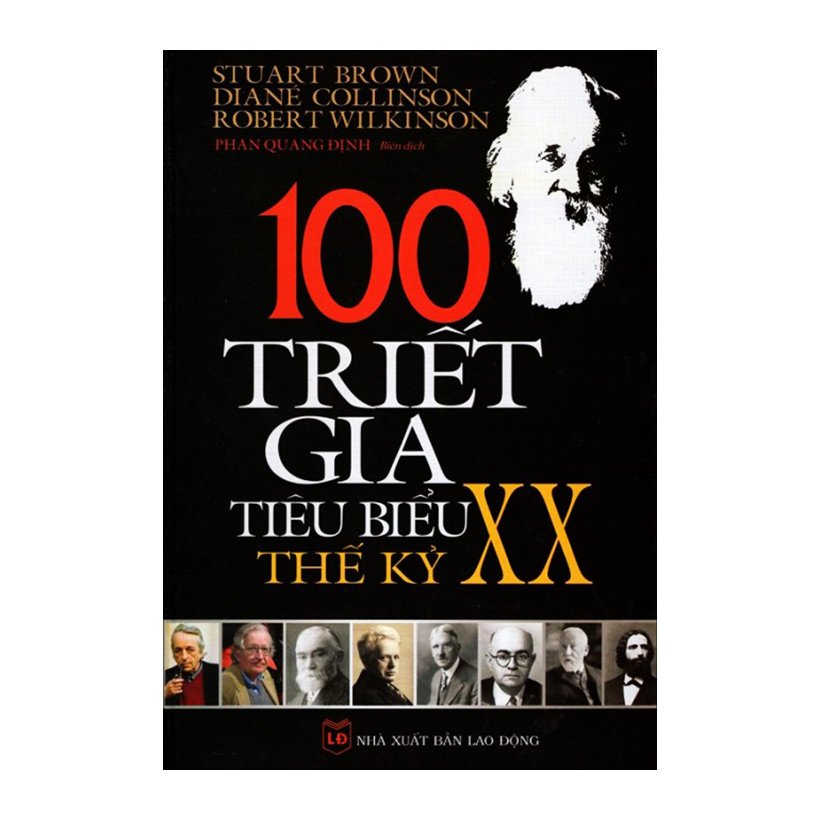 STUART BROWN
DIANÉ COLLINSON
ROBERT WILKINSON
PHAN QUANG ĐỊNH Biên dịch
100
TRIẾT
GIA
TIÊU BIỂU
THẾ KỶ XX
LĐ NHÀ XUẤT BẢN LAO ĐỘNG